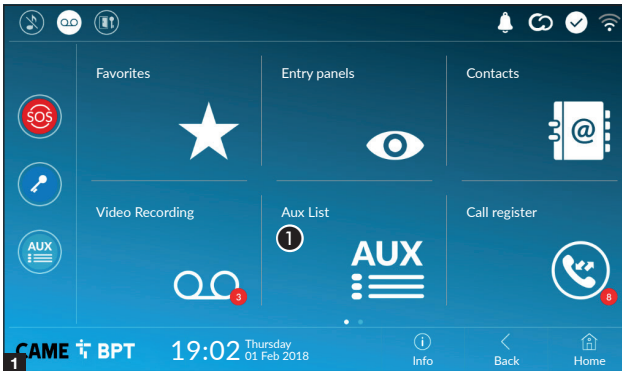 Favorites
Entry panels
Contacts
SOS
@
Video Recording
Aux List
Call register
1
AUX
AUX
3
8
CAME BPT
19:02
Thursday
01 Feb 2018
Info
Back
Home
1